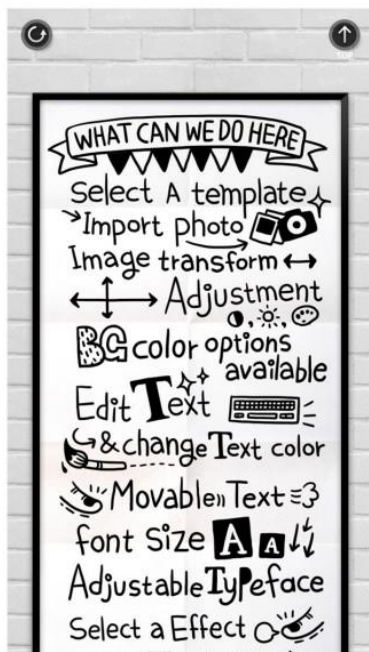 WHAT CAN WE DO HERE
Select A template
Import photo
Image transform
Adjustment
BG color options
available
Edit Text
& change Text color
Movable Text
font Size A A
Adjustable Typeface
Select a Effect